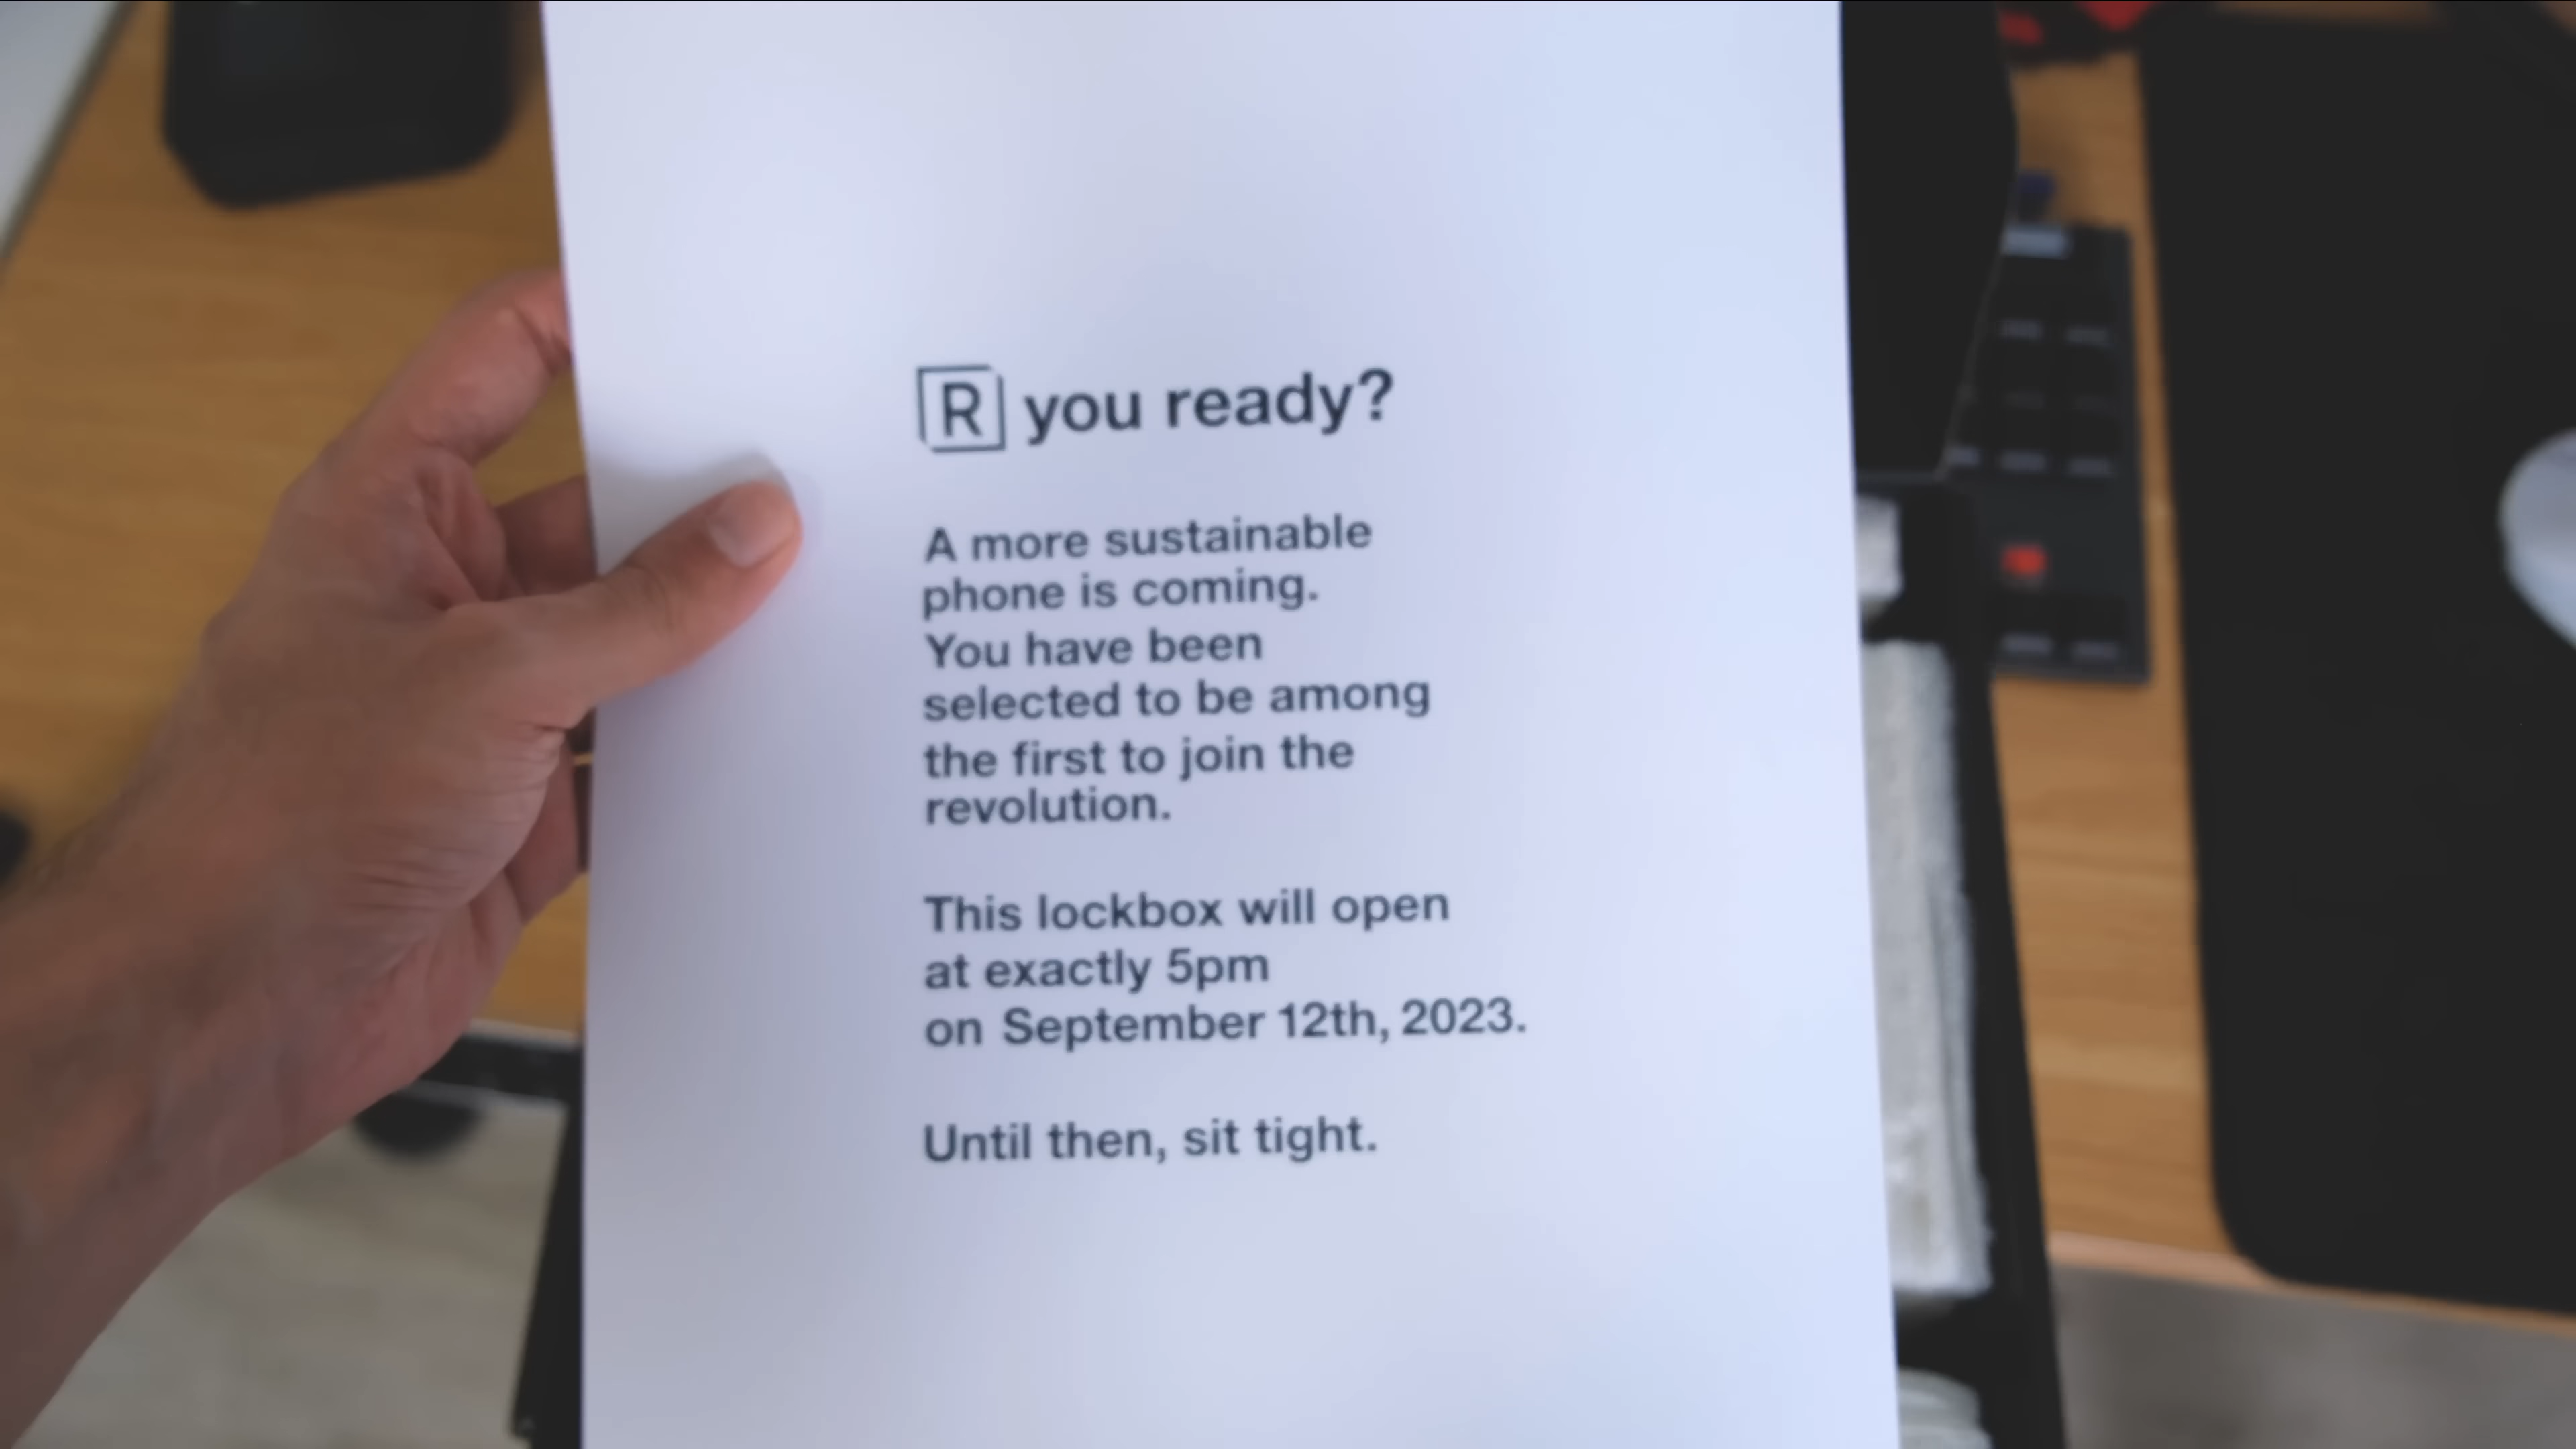 R you ready?
A more sustainable
phone is coming.
You have been
selected to be among
the first to join the
revolution.
This lockbox will open
at exactly 5pm
on September 12th, 2023.
Until then, sit tight.